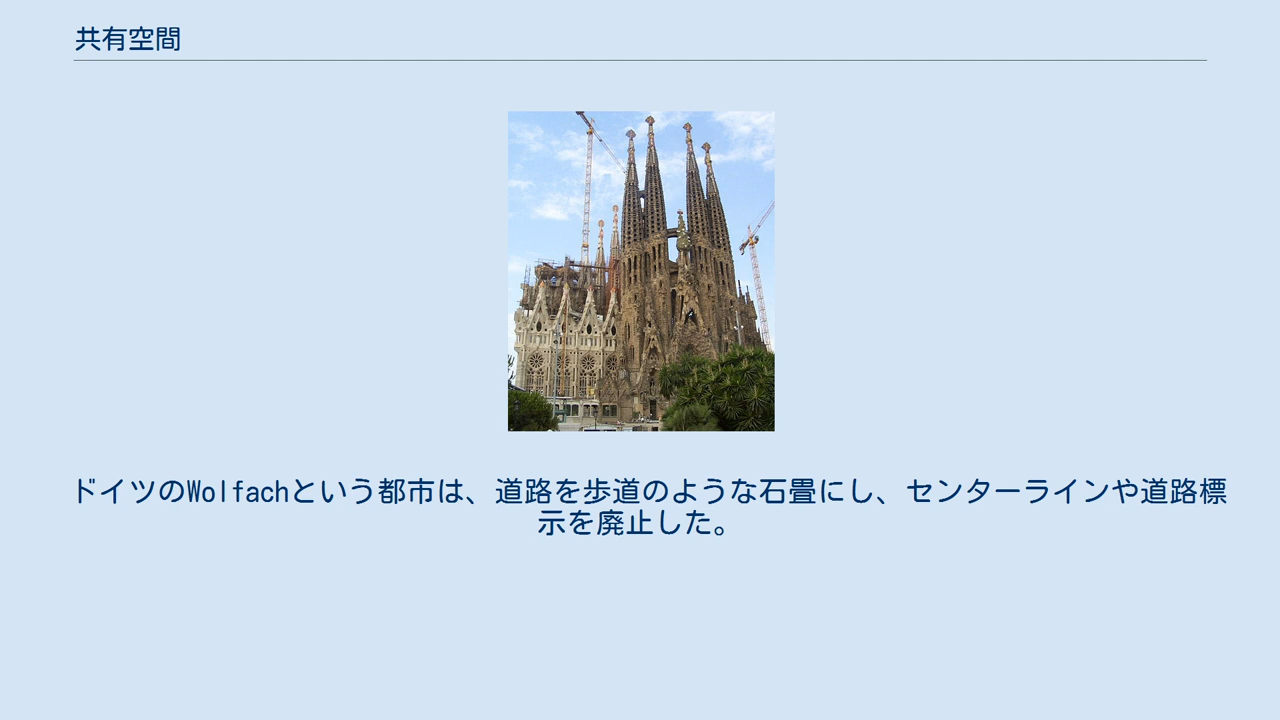 共有空間
ドイツのWolfachという都市は、道路を歩道のような石畳にし、センターラインや道路標
示を廃止した。